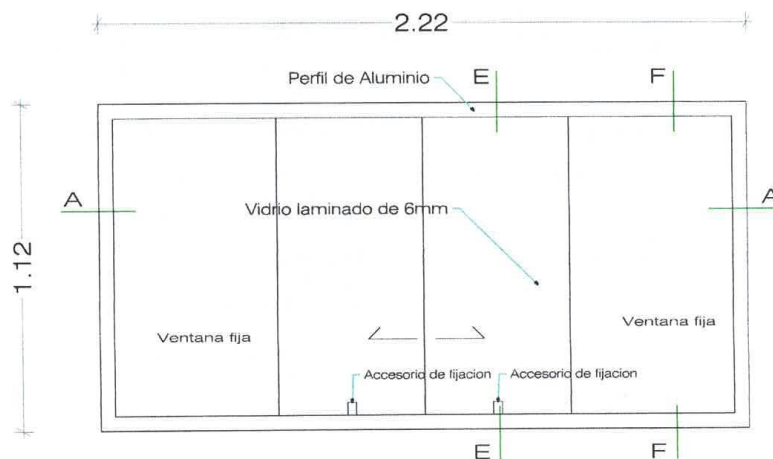 2.22
E
F
Perfil de Aluminio
A
A
Vidrio laminado de 6mm
1.12
Ventana fija
Ventana fija
Accesorio de fijacion
Accesorio de fijacion
E
F